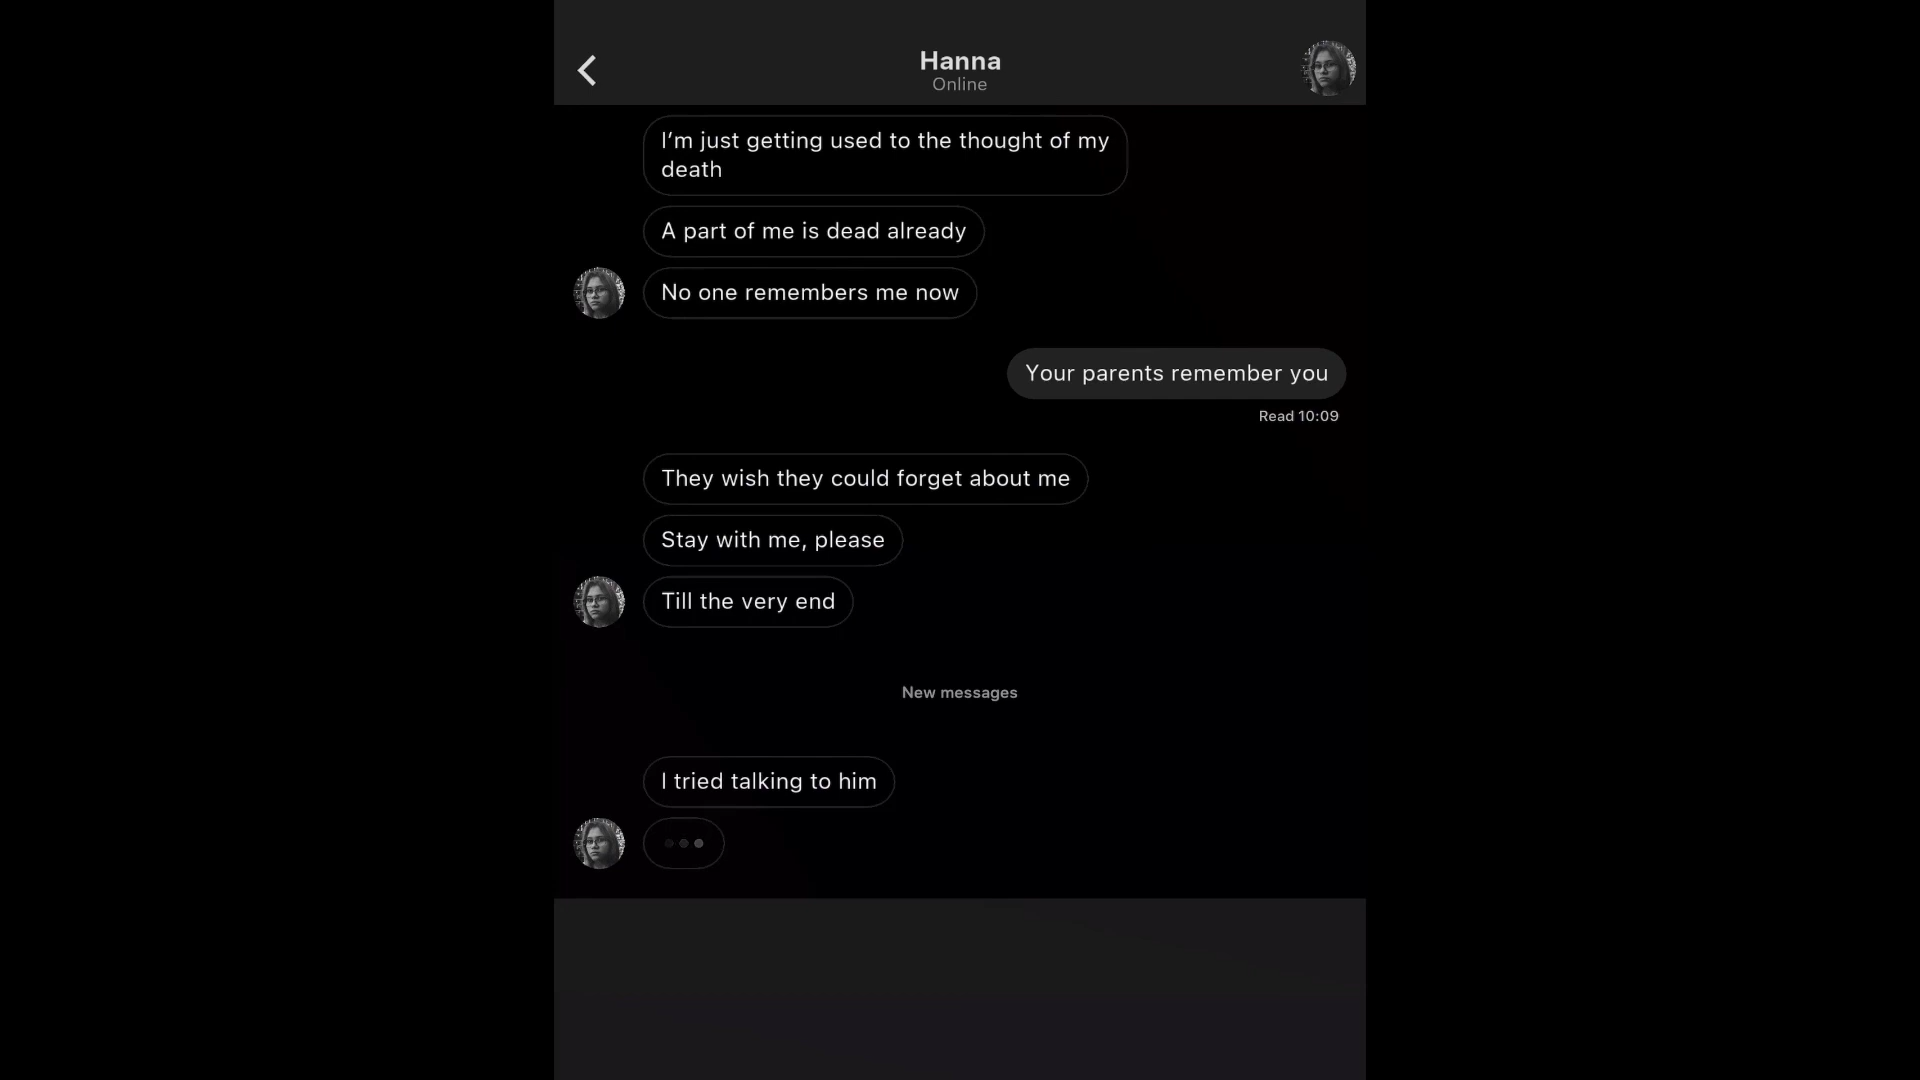 Hanna
Online
I’m just getting used to the thought of my
death
A part of me is dead already
No one remembers me now
Your parents remember you
Read 10:09
They wish they could forget about me
Stay with me, please
Till the very end
New messages
I tried talking to him